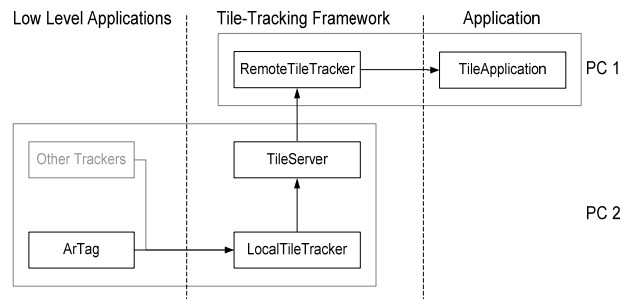 Low Level Applications
Tile-Tracking Framework
Application
RemoteTileTracker
TileApplication
PC 1
Other Trackers
TileServer
PC 2
ArTag
LocalTileTracker